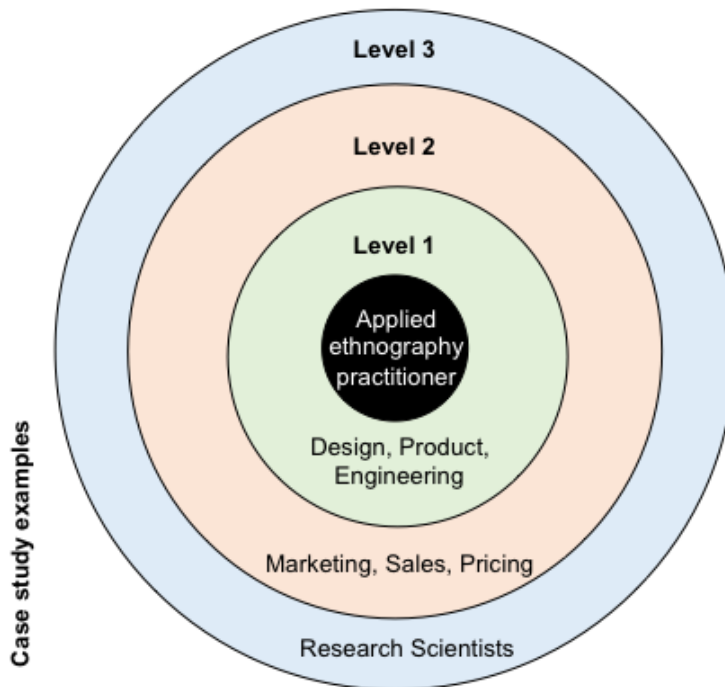 Level 3
Level 2
Level 1
Applied
ethnography
practitioner
Design, Product,
Engineering
Marketing, Sales, Pricing
Research Scientists
Case study examples